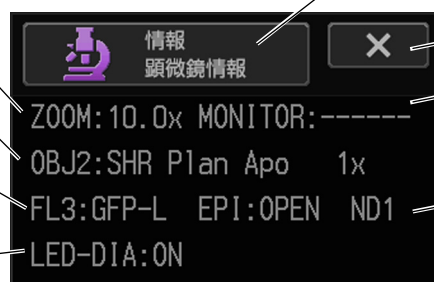 情報
顕微鏡情報
ZOOM:10.0x MONITOR:------
OBJ2:SHR Plan Apo 1x
FL3:GFP-L EPI:OPEN ND1
LED-DIA:ON